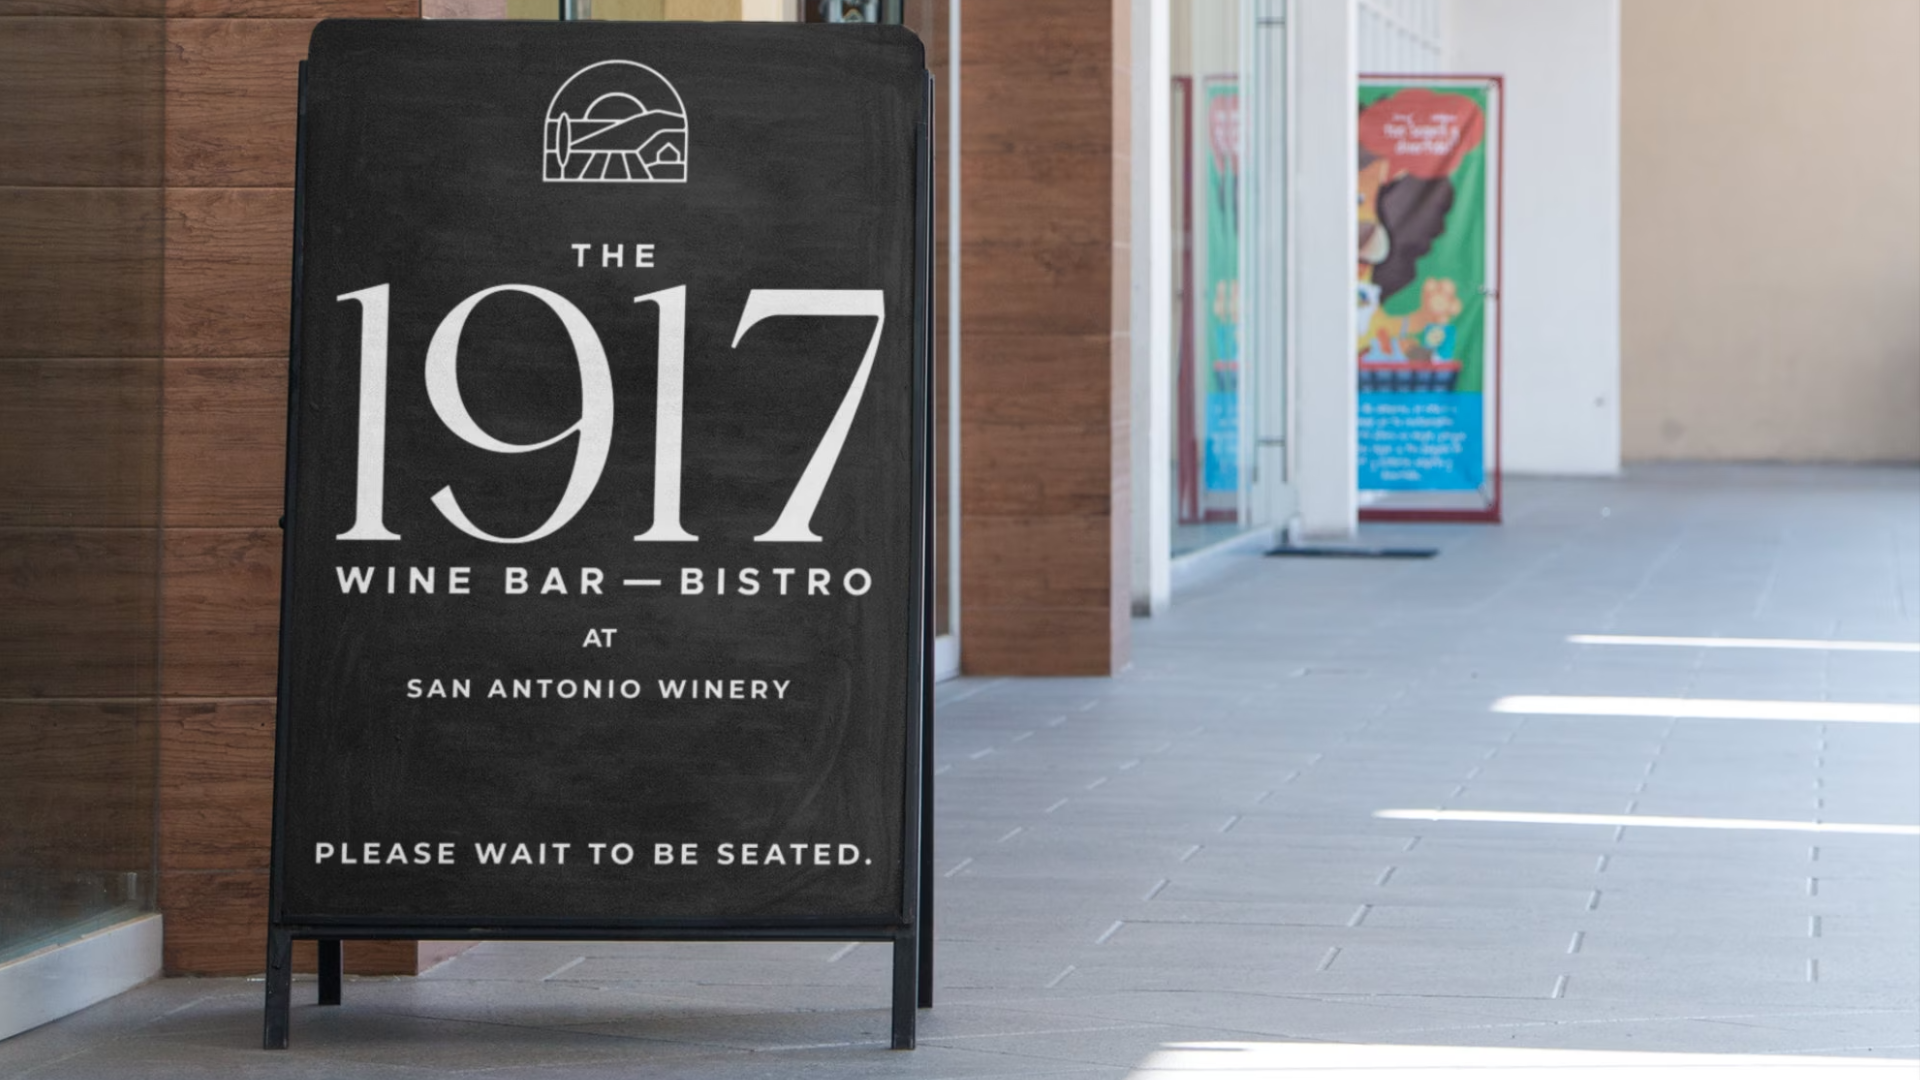 THE
1917
WINE BAR — BISTRO
AT
SAN ANTONIO WINERY
PLEASE WAIT TO BE SEATED.